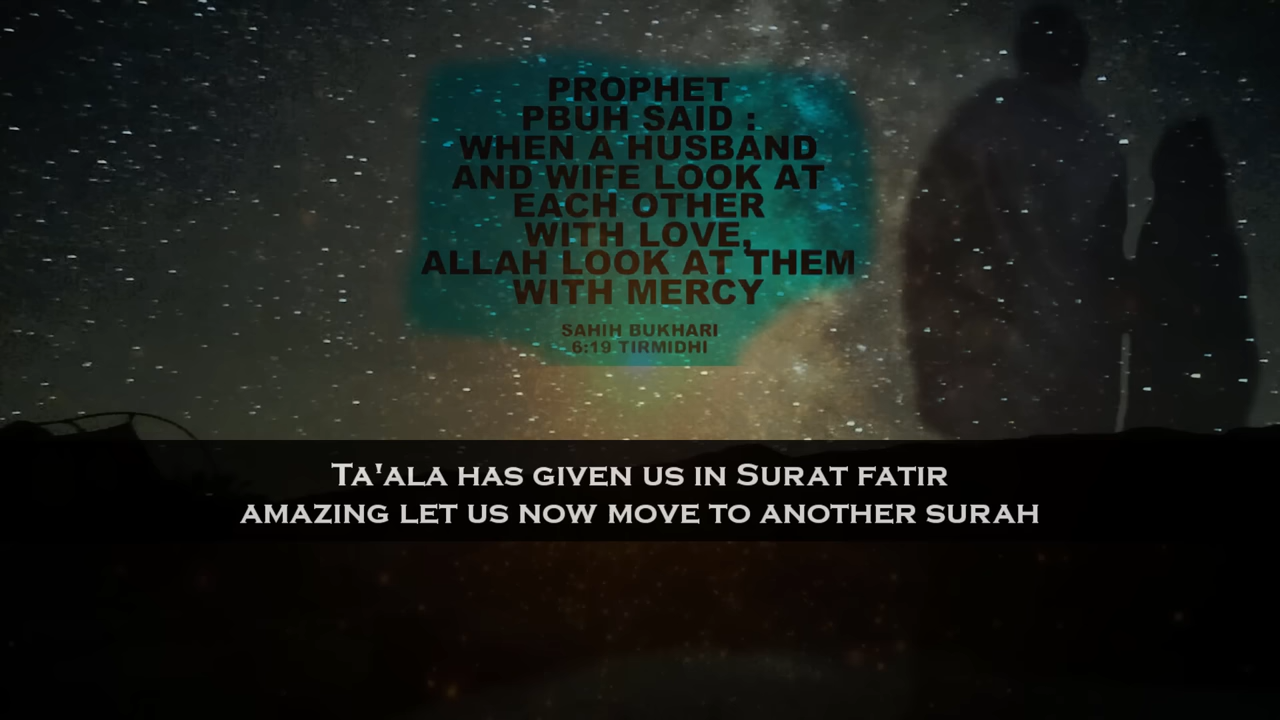 PROPHET
PBUH SAID :
WHEN A HUSBAND
AND WIFE LOOK AT
EACH OTHER
WITH LOVE,
ALLAH LOOK AT THEM
WITH MERCY
SAHIH BUKHARI
6:19 TIRMIDHI
TA'ALA HAS GIVEN US IN SURAT FATIR
AMAZING LET US NOW MOVE TO ANOTHER SURAH